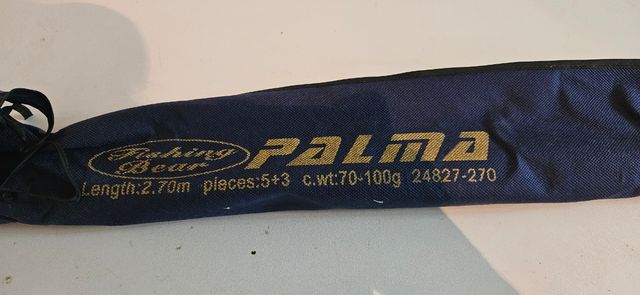 Fishing
Bear
PALMA
Length:2.70m pieces:5+3 c.wt:70-100g 24827-270